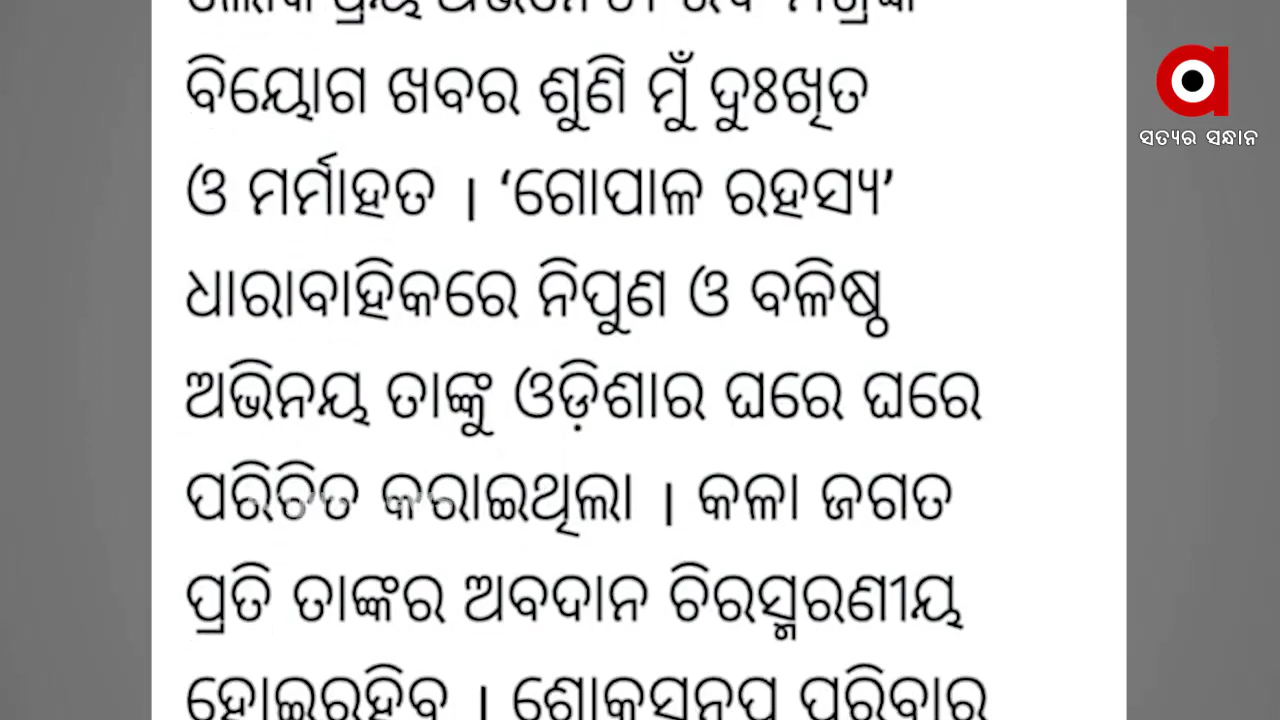 ବିୟୋଗ ଖବର ଶୁଣି ମୁଁ ଦୁଃଖିତ
ଓ ମର୍ମାହତ । ‘ଗୋପାଳ ରହସ୍ୟ’
ଧାରାବାହିକରେ ନିପୁଣ ଓ ବଳିଷ୍ଠ
ଅଭିନୟ ତାଙ୍କୁ ଓଡ଼ିଶାର ଘରେ ଘରେ
ପରିଚିତ କରାଇଥିଲା । କଳା ଜଗତ
ପ୍ରତି ତାଙ୍କର ଅବଦାନ ଚିରସ୍ମରଣୀୟ
ହୋଇରହିବ । ଶୋକସନ୍ତପ୍ତ ପରିବାର
ସତ୍ୟର ସନ୍ଧାନ